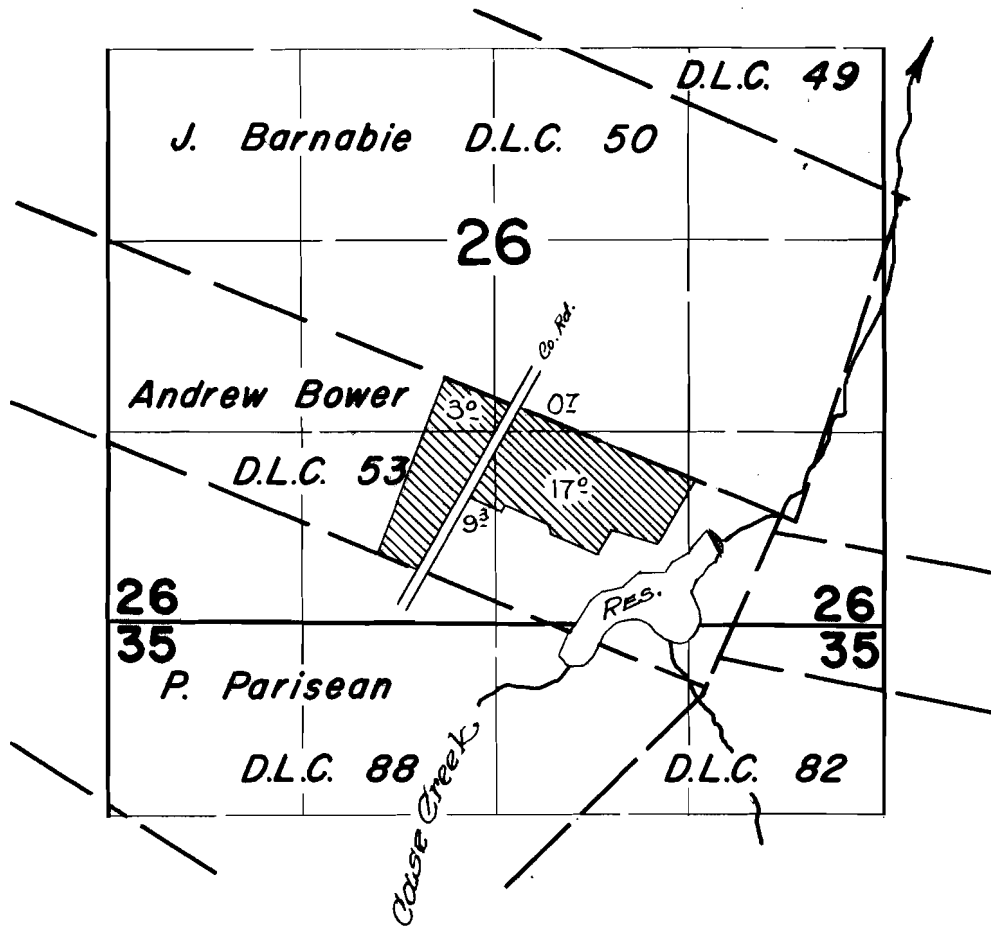 D.L.C. 49
J. Barnabie D.L.C. 50
26
Co. Rd.
Andrew Bower
3º 0⁷
D.L.C. 53
17º
9³
26 26
RES.
35 35
P. Parisean
D.L.C. 88 D.L.C. 82
Case Creek